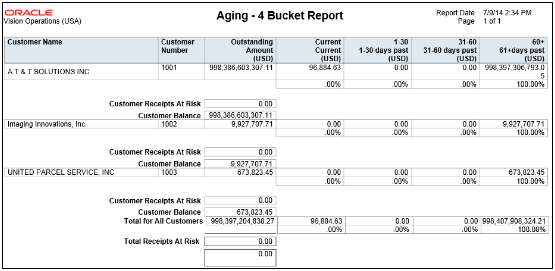 ORACLE
Vision Operations (USA)
Aging - 4 Bucket Report
Report Date 7/9/14 2:34 PM
Page 1 of 1
Customer Name Customer Number Outstanding Amount (USD) Current Current (USD) 1-30 1-30 days past (USD) 31-60 31-60 days past (USD) 60+ 61+days past (USD)
A T & T SOLUTIONS INC 1001 998,386,603,307.11 96,884.63 0.00 0.00 998,397,306,793.05
.00% .00% .00% 100.00%
Customer Receipts At Risk 0.00
Customer Balance 998,386,603,307.11
Imaging Innovations, Inc. 1002 9,927,707.71 0.00 0.00 0.00 9,927,707.71
.00% .00% .00% 100.00%
Customer Receipts At Risk 0.00
Customer Balance 9,927,707.71
UNITED PARCEL SERVICE, INC 1003 673,823.45 0.00 0.00 0.00 673,823.45
.00% .00% .00% 100.00%
Customer Receipts At Risk 0.00
Customer Balance 673,823.45
Total for All Customers 998,397,204,838.27 96,884.63 0.00 0.00 998,407,908,324.21
.00% .00% .00% 100.00%
Total Receipts At Risk 0.00
0.00